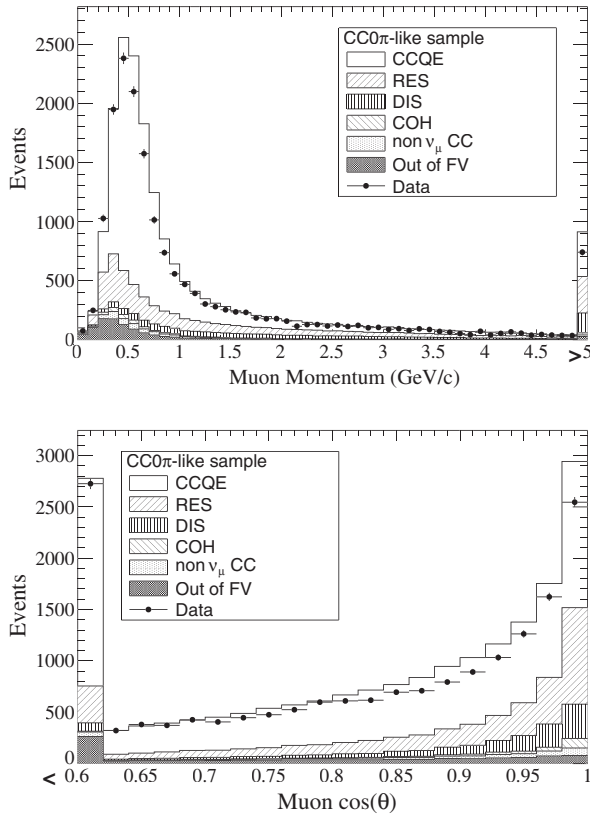 2500
2000
1500
1000
500
0
Events
CC0π-like sample
CCQE
RES
DIS
COH
non νμ CC
Out of FV
Data
0 0.5 1 1.5 2 2.5 3 3.5 4 4.5 5
>
Muon Momentum (GeV/c)
3000
2500
2000
1500
1000
500
0
Events
CC0π-like sample
CCQE
RES
DIS
COH
non νμ CC
Out of FV
Data
0.6 0.65 0.7 0.75 0.8 0.85 0.9 0.95 1
<
Muon cos(θ)